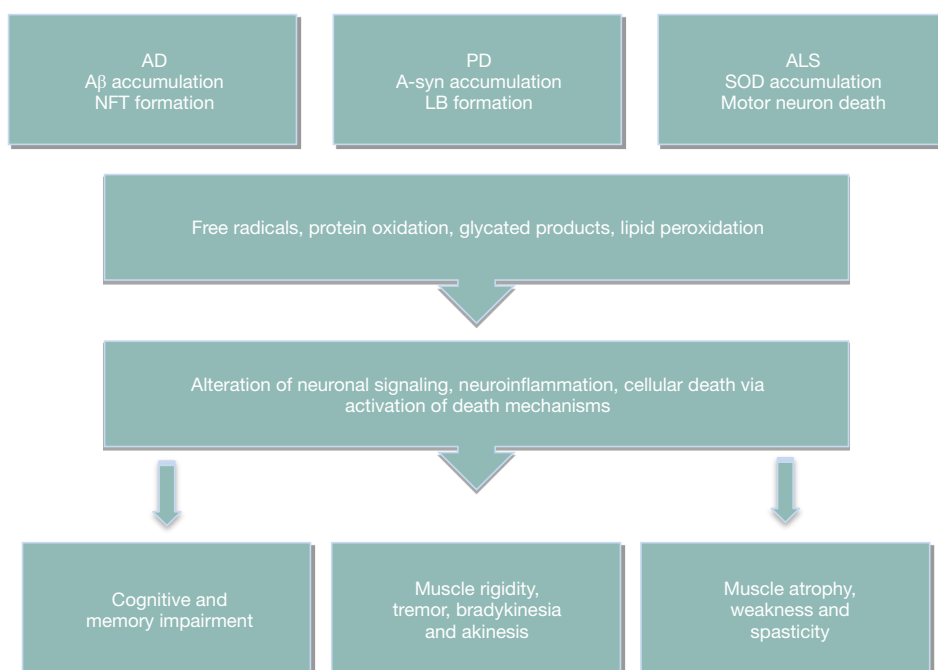 AD
Aβ accumulation
NFT formation
PD
A-syn accumulation
LB formation
ALS
SOD accumulation
Motor neuron death
Free radicals, protein oxidation, glycated products, lipid peroxidation
Alteration of neuronal signaling, neuroinflammation, cellular death via
activation of death mechanisms
Cognitive and
memory impairment
Muscle rigidity,
tremor, bradykinesia
and akinesis
Muscle atrophy,
weakness and
spasticity